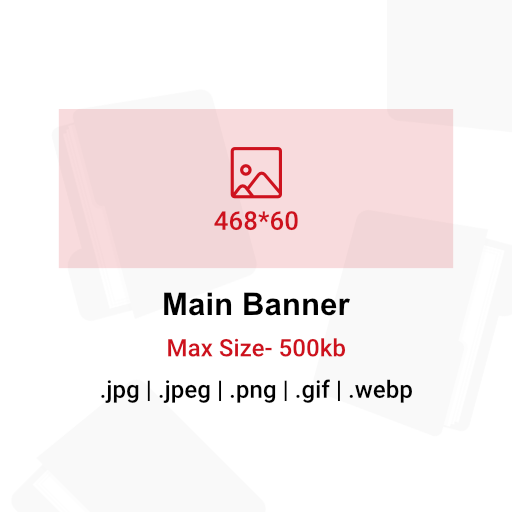 468*60
Main Banner
Max Size- 500kb
.jpg | .jpeg | .png | .gif | .webp